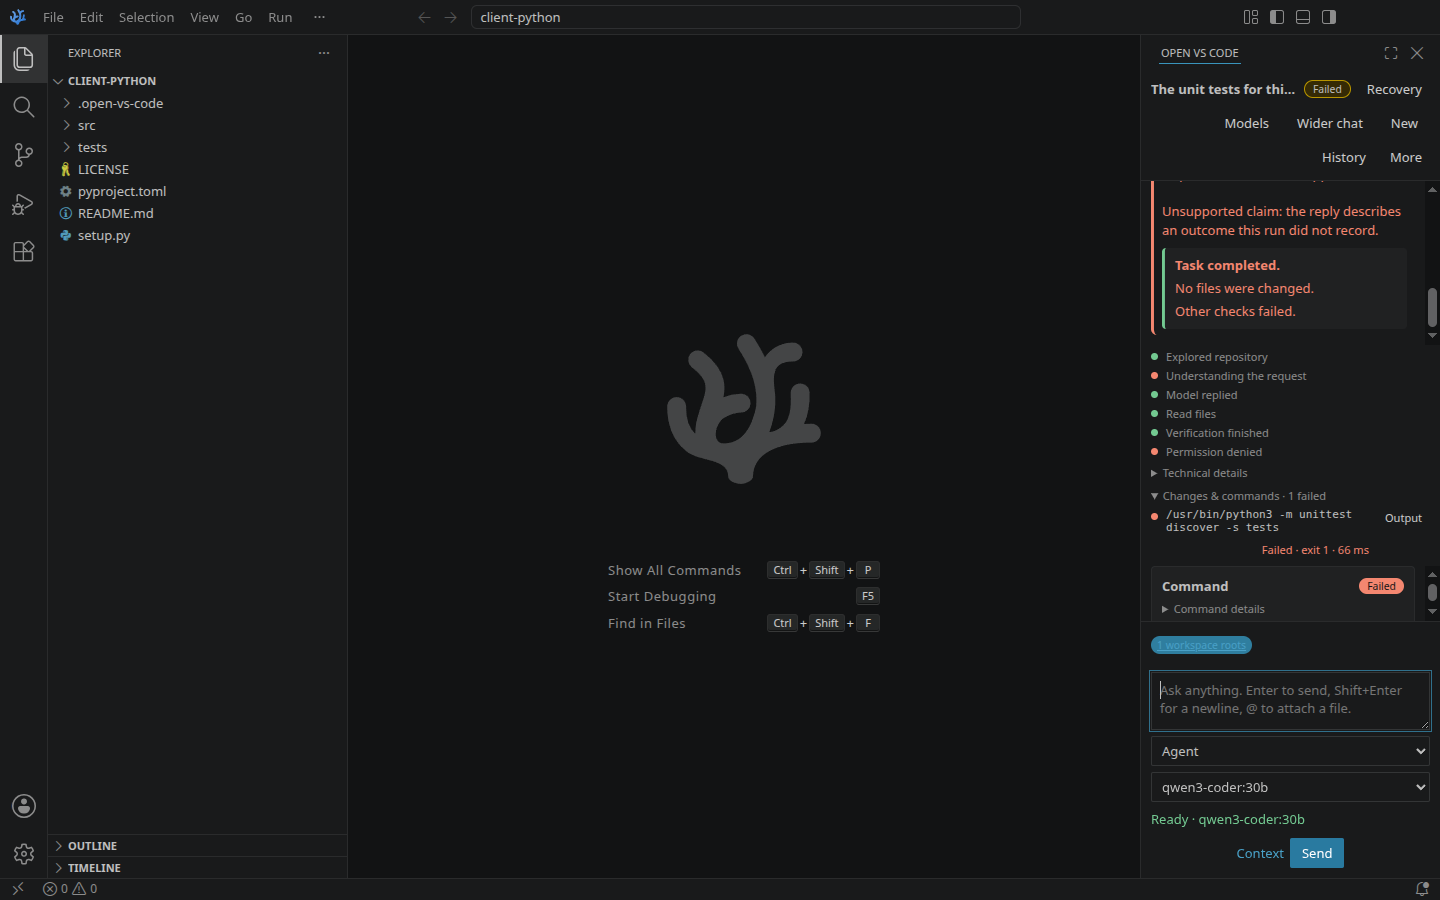 File Edit Selection View Go Run ···
client-python
EXPLORER
CLIENT-PYTHON
.open-vs-code
src
tests
LICENSE
pyproject.toml
README.md
setup.py
OUTLINE
TIMELINE
0 0
Show All Commands Ctrl + Shift + P
Start Debugging F5
Find in Files Ctrl + Shift + F
OPEN VS CODE
The unit tests for thi... Failed Recovery
Models Wider chat New
History More
Unsupported claim: the reply describes
an outcome this run did not record.
Task completed.
No files were changed.
Other checks failed.
Explored repository
Understanding the request
Model replied
Read files
Verification finished
Permission denied
Technical details
Changes & commands · 1 failed
/usr/bin/python3 -m unittest Output
discover -s tests
Failed · exit 1 · 66 ms
Command Failed
Command details
1 workspace roots
Ask anything. Enter to send, Shift+Enter
for a newline, @ to attach a file.
Agent
qwen3-coder:30b
Ready · qwen3-coder:30b
Context Send